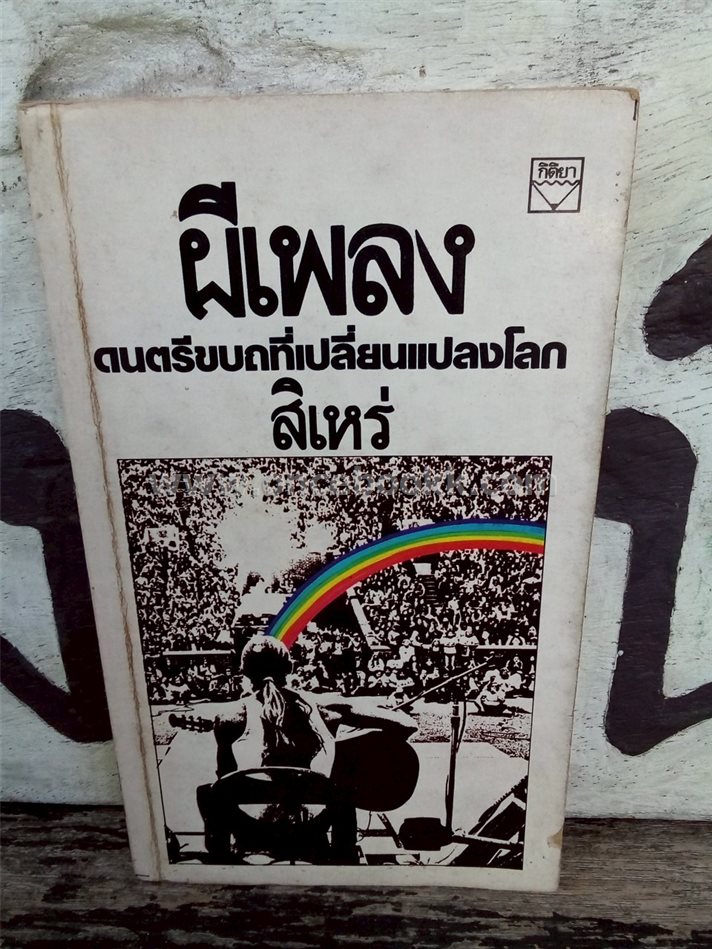 กิติยา
ผีเพลง
ดนตรีขบถที่เปลี่ยนแปลงโลก
สิเหร่